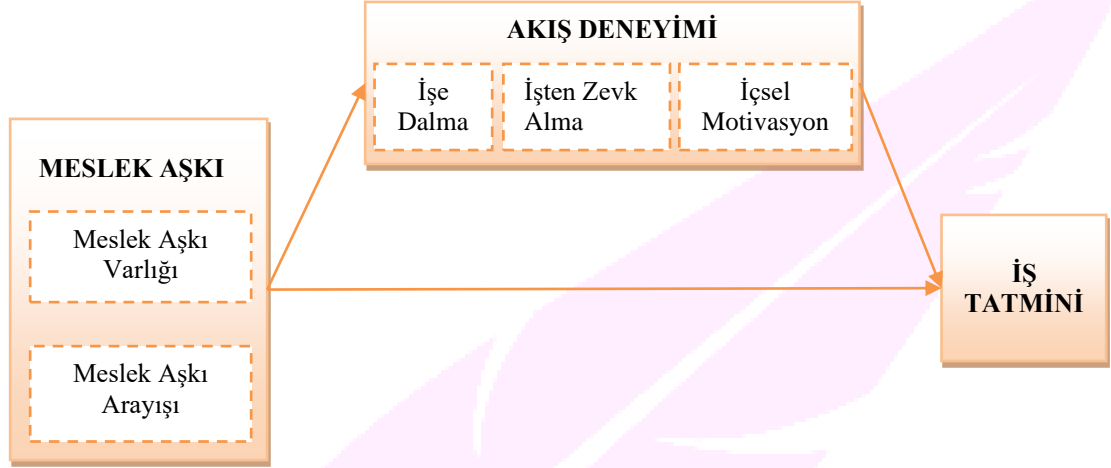 AKIŞ DENEYİMİ
İşe
Dalma
İşten Zevk
Alma
İçsel
Motivasyon
MESLEK AŞKI
Meslek Aşkı
Varlığı
Meslek Aşkı
Arayışı
İŞ
TATMİNİ